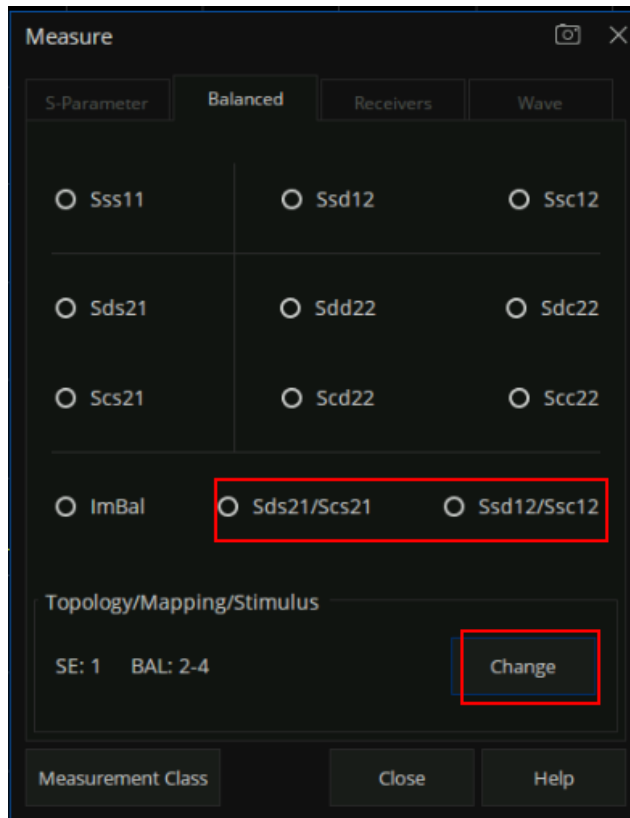 Measure
S-Parameter Balanced Receivers Wave
Sss11 Ssd12 Ssc12
Sds21 Sdd22 Sdc22
Scs21 Scd22 Scc22
ImBal Sds21/Scs21 Ssd12/Ssc12
Topology/Mapping/Stimulus
SE: 1 BAL: 2-4 Change
Measurement Class Close Help